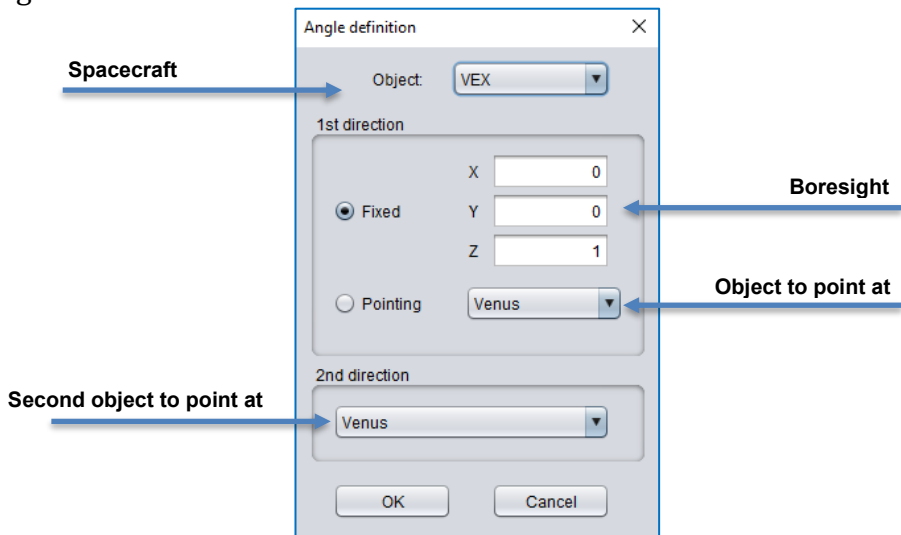 Angle definition
Spacecraft
Object: VEX
1st direction
X 0
Boresight
Fixed Y 0
Z 1
Object to point at
Pointing Venus
2nd direction
Second object to point at
Venus
OK Cancel